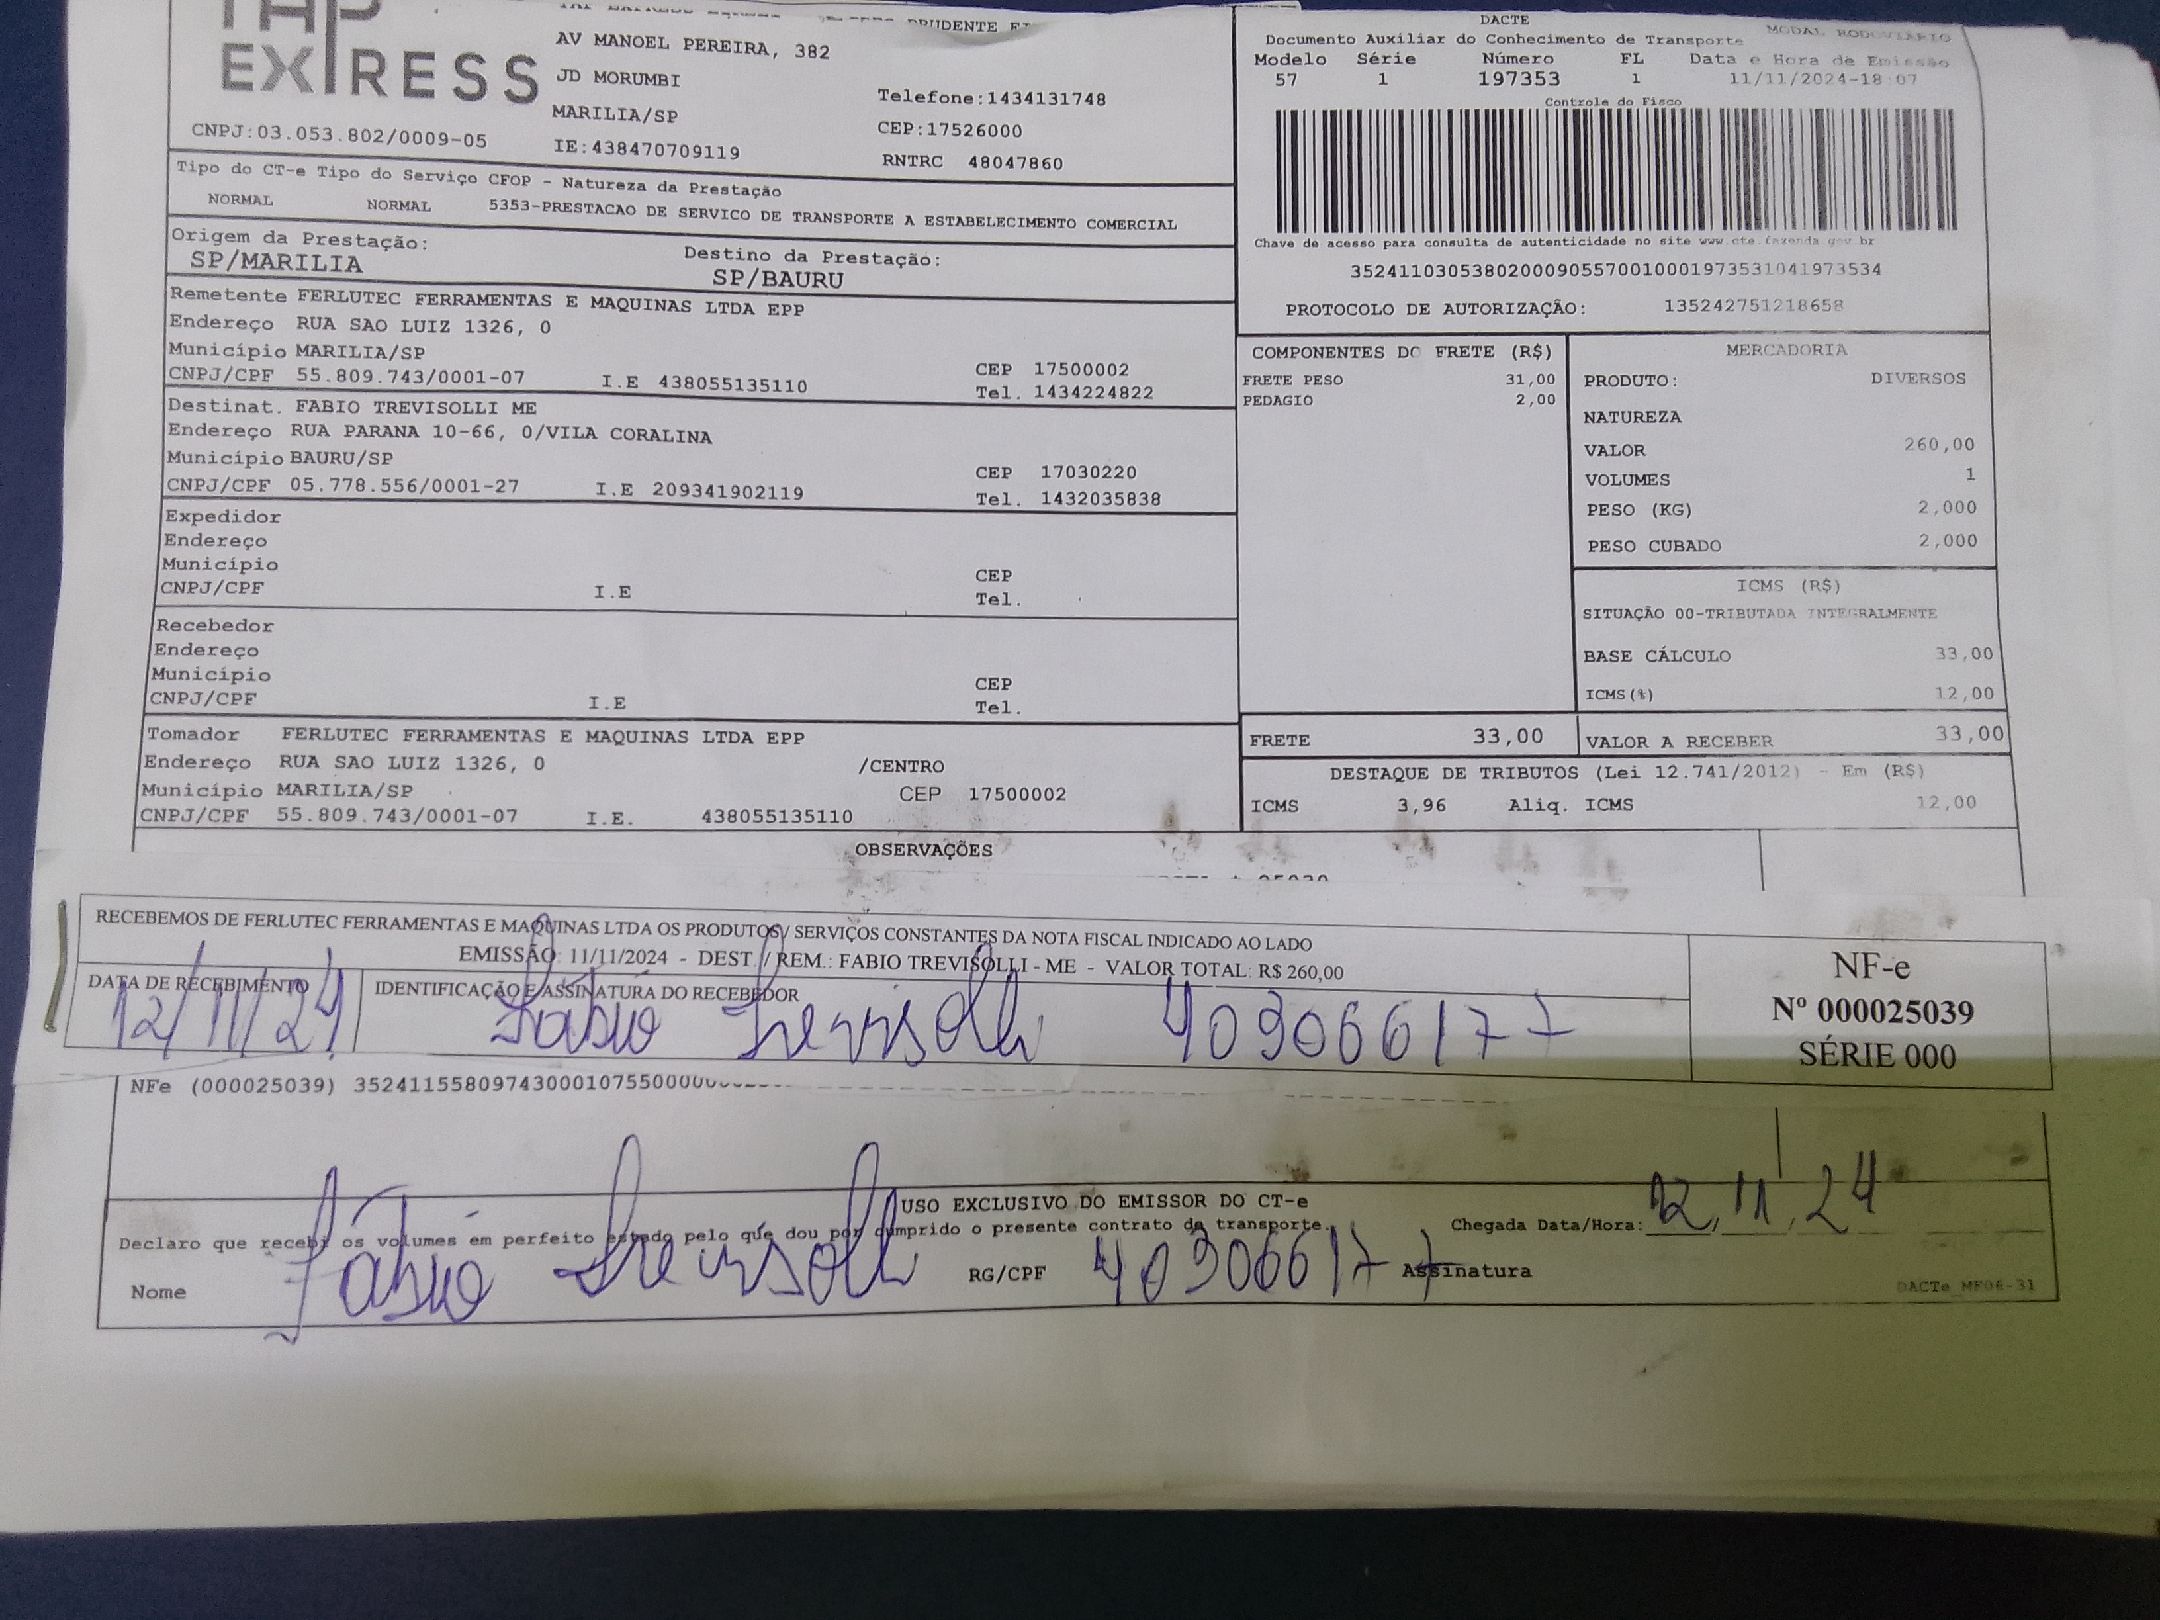 EXPRESS
PRUDENTE
AV MANOEL PEREIRA, 382
JD MORUMBI
Telefone:1434131748
MARILIA/SP
CEP:17526000
CNPJ:03.053.802/0009-05
IE:438470709119
RNTRC 48047860
DACTE
MODAL RODOVIÁRIO
Documento Auxiliar do Conhecimento de Transporte
Modelo Série Número FL Data e Hora de Emissão
57 1 197353 1 11/11/2024-18:07
Controle do Fisco
Chave de acesso para consulta de autenticidade no site www.cte.fazenda.gov.br
35241103053802000905570010001973531041973534
PROTOCOLO DE AUTORIZAÇÃO: 135242751218658
Tipo do CT-e Tipo do Serviço CFOP - Natureza da Prestação
NORMAL NORMAL 5353-PRESTACAO DE SERVICO DE TRANSPORTE A ESTABELECIMENTO COMERCIAL
Origem da Prestação: Destino da Prestação:
SP/MARILIA SP/BAURU
Remetente FERLUTEC FERRAMENTAS E MAQUINAS LTDA EPP
Endereço RUA SAO LUIZ 1326, 0
Município MARILIA/SP CEP 17500002
CNPJ/CPF 55.809.743/0001-07 I.E 438055135110 Tel. 1434224822
Destinat. FABIO TREVISOLLI ME
Endereço RUA PARANA 10-66, 0/VILA CORALINA
Município BAURU/SP CEP 17030220
CNPJ/CPF 05.778.556/0001-27 I.E 209341902119 Tel. 1432035838
Expedidor
Endereço
Município CEP
CNPJ/CPF I.E Tel.
Recebedor
Endereço
Município CEP
CNPJ/CPF I.E Tel.
Tomador FERLUTEC FERRAMENTAS E MAQUINAS LTDA EPP
Endereço RUA SAO LUIZ 1326, 0 /CENTRO
Município MARILIA/SP CEP 17500002
CNPJ/CPF 55.809.743/0001-07 I.E. 438055135110
COMPONENTES DO FRETE (R$)
FRETE PESO 31,00
PEDAGIO 2,00
MERCADORIA
PRODUTO: DIVERSOS
NATUREZA
VALOR 260,00
VOLUMES 1
PESO (KG) 2,000
PESO CUBADO 2,000
ICMS (R$)
SITUAÇÃO 00-TRIBUTADA INTEGRALMENTE
BASE CÁLCULO 33,00
ICMS(%) 12,00
FRETE 33,00 VALOR A RECEBER 33,00
DESTAQUE DE TRIBUTOS (Lei 12.741/2012) - Em (R$)
ICMS 3,96 Aliq. ICMS 12,00
OBSERVAÇÕES
RECEBEMOS DE FERLUTEC FERRAMENTAS E MAQUINAS LTDA OS PRODUTOS / SERVIÇOS CONSTANTES DA NOTA FISCAL INDICADO AO LADO
EMISSÃO: 11/11/2024 - DEST. / REM.: FABIO TREVISOLLI - ME - VALOR TOTAL: R$ 260,00
DATA DE RECEBIMENTO IDENTIFICAÇÃO E ASSINATURA DO RECEBEDOR
12/11/24 Fábio Trevisolli 403066177
NF-e
Nº 000025039
SÉRIE 000
NFe (000025039) 352411558097430001075500000
USO EXCLUSIVO DO EMISSOR DO CT-e
Declaro que recebi os volumes em perfeito estado pelo que dou por cumprido o presente contrato de transporte.
Chegada Data/Hora: 12,11,24
Nome Fábio Trevisolli RG/CPF 403066177 Assinatura
DACTe MF06-31